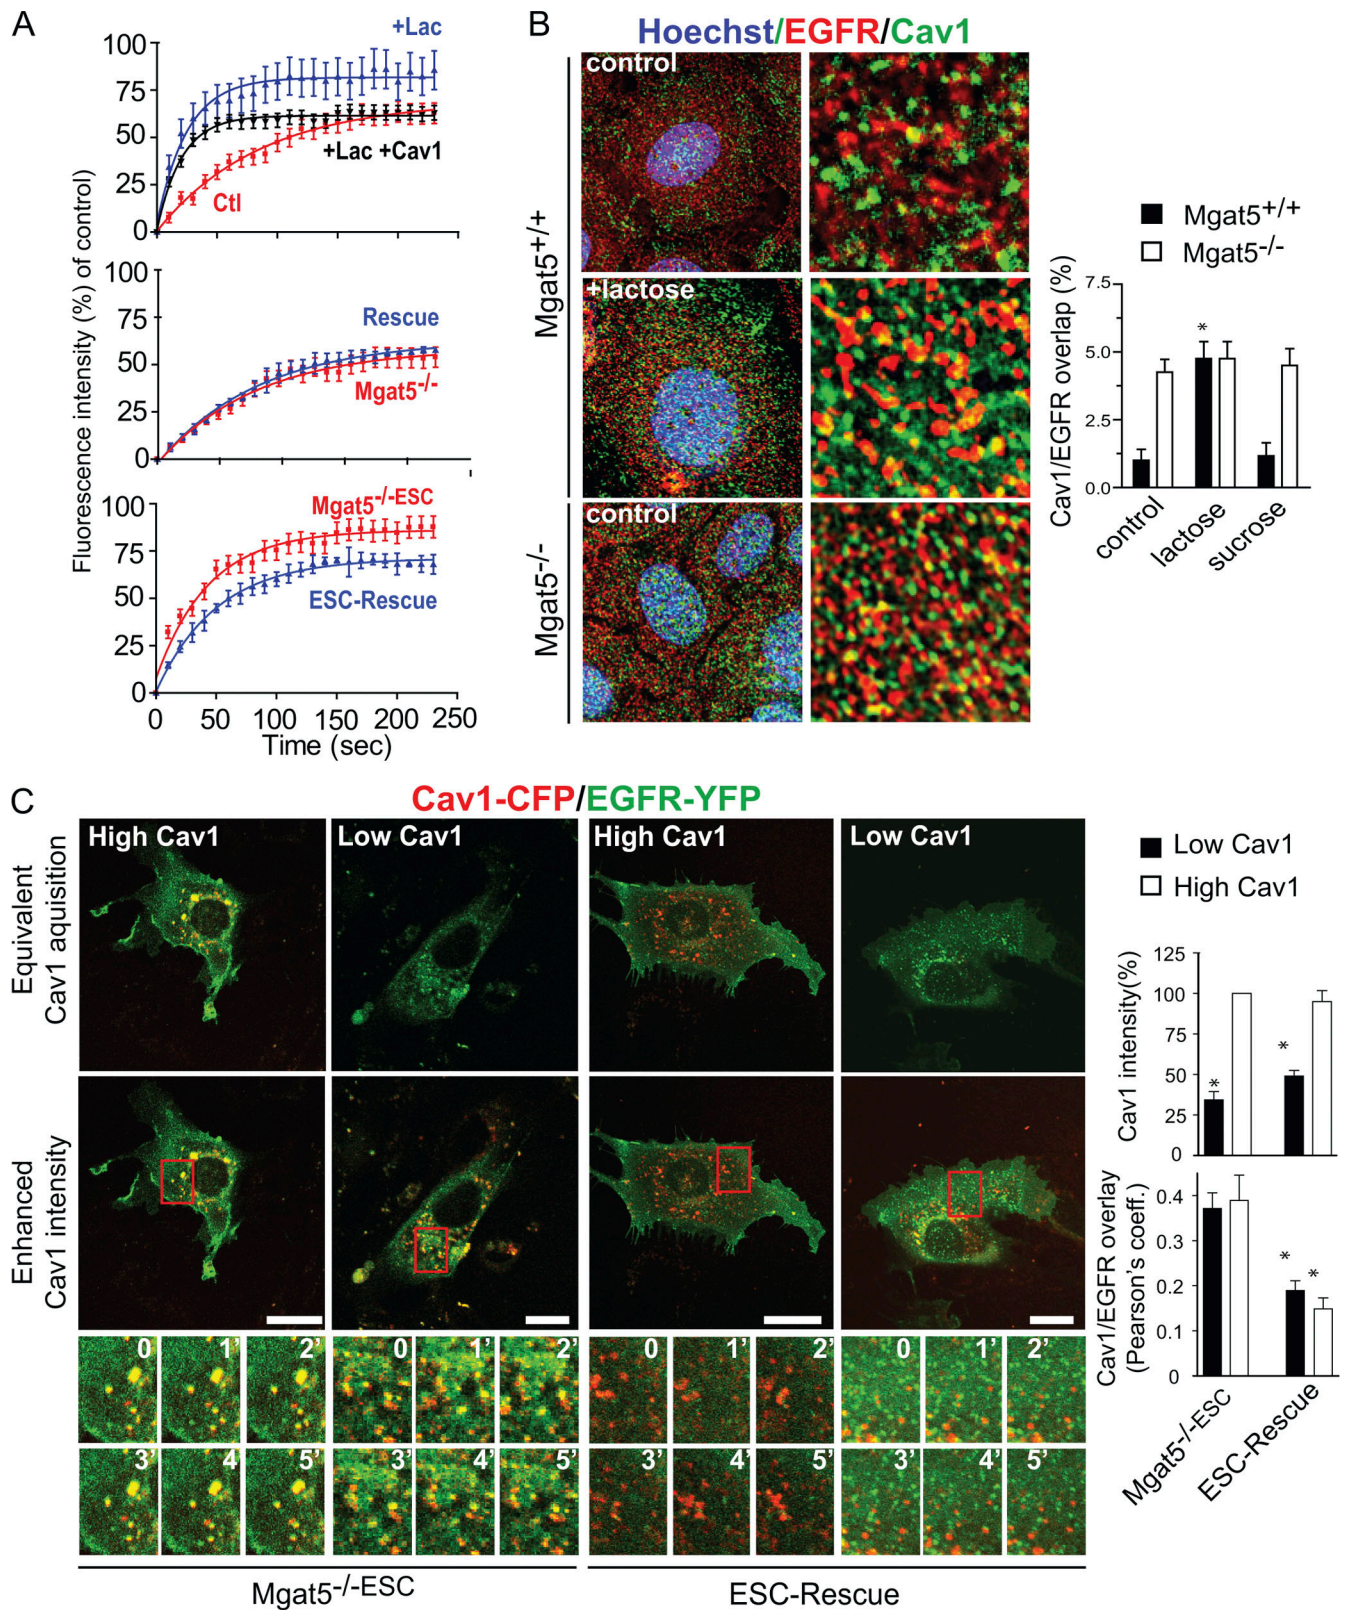 A
Fluorescence intensity (%) of control)
100
75
50
25
0
+Lac
+Lac +Cav1
Ctl
100
75
50
25
0
Rescue
Mgat5-/-
100
75
50
25
0
Mgat5-/-ESC
ESC-Rescue
0 50 100 150 200 250
Time (sec)
B
Hoechst/EGFR/Cav1
Mgat5+/+
control
+lactose
Mgat5-/-
control
Mgat5+/+
Mgat5-/-
Cav1/EGFR overlap (%)
7.5
5.0
2.5
0.0
*
control
lactose
sucrose
C
Cav1-CFP/EGFR-YFP
Equivalent
Cav1 aquisition
High Cav1
Low Cav1
High Cav1
Low Cav1
Enhanced
Cav1 intensity
0 1' 2' 0 1' 2' 0 1' 2' 0 1' 2'
3' 4' 5' 3' 4' 5' 3' 4' 5' 3' 4' 5'
Mgat5-/-ESC
ESC-Rescue
Low Cav1
High Cav1
Cav1 intensity(%)
125
100
75
50
25
0
* *
Cav1/EGFR overlay
(Pearson's coeff.)
0.4
0.3
0.2
0.1
0
* *
Mgat5-/-ESC
ESC-Rescue